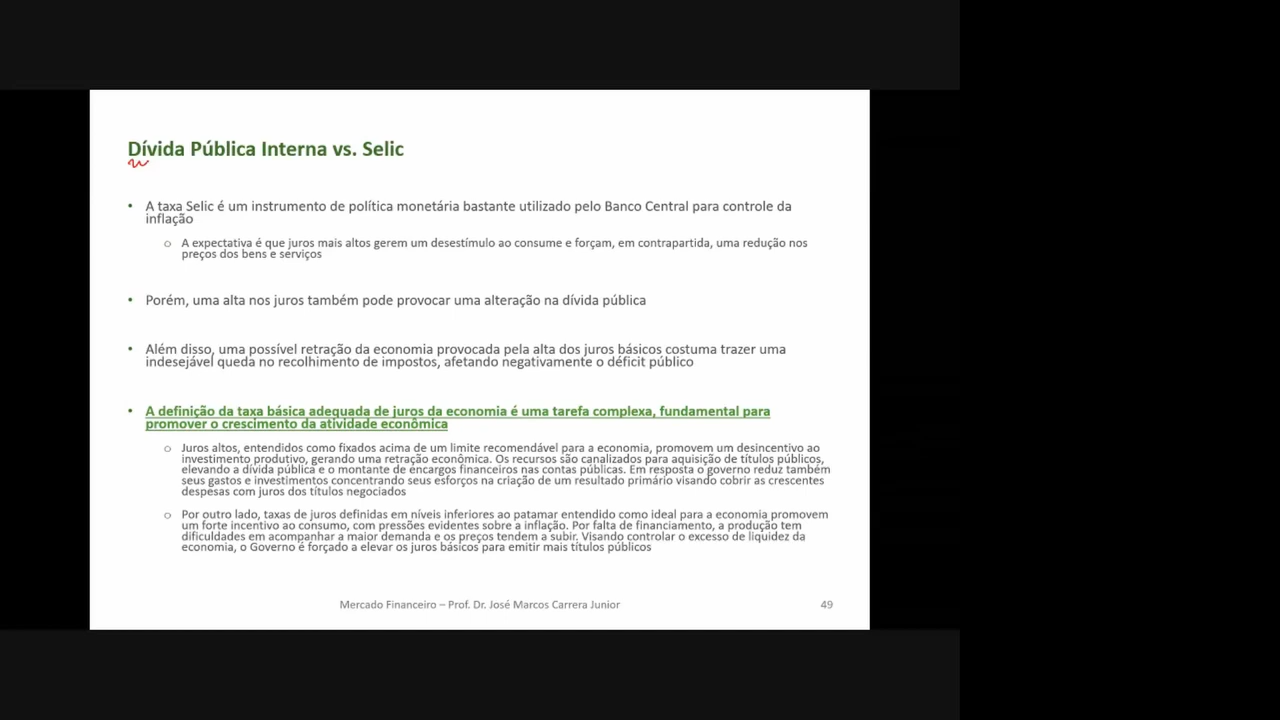 Dívida Pública Interna vs. Selic
• A taxa Selic é um instrumento de política monetária bastante utilizado pelo Banco Central para controle da
inflação
o A expectativa é que juros mais altos gerem um desestímulo ao consume e forçam, em contrapartida, uma redução nos
preços dos bens e serviços
• Porém, uma alta nos juros também pode provocar uma alteração na dívida pública
• Além disso, uma possível retração da economia provocada pela alta dos juros básicos costuma trazer uma
indesejável queda no recolhimento de impostos, afetando negativamente o déficit público
• A definição da taxa básica adequada de juros da economia é uma tarefa complexa, fundamental para
promover o crescimento da atividade econômica
o Juros altos, entendidos como fixados acima de um limite recomendável para a economia, promovem um desincentivo ao
investimento produtivo, gerando uma retração econômica. Os recursos são canalizados para aquisição de títulos públicos,
elevando a dívida pública e o montante de encargos financeiros nas contas públicas. Em resposta o governo reduz também
seus gastos e investimentos concentrando seus esforços na criação de um resultado primário visando cobrir as crescentes
despesas com juros dos títulos negociados
o Por outro lado, taxas de juros definidas em níveis inferiores ao patamar entendido como ideal para a economia promovem
um forte incentivo ao consumo, com pressões evidentes sobre a inflação. Por falta de financiamento, a produção tem
dificuldades em acompanhar a maior demanda e os preços tendem a subir. Visando controlar o excesso de liquidez da
economia, o Governo é forçado a elevar os juros básicos para emitir mais títulos públicos
Mercado Financeiro – Prof. Dr. José Marcos Carrera Junior 49